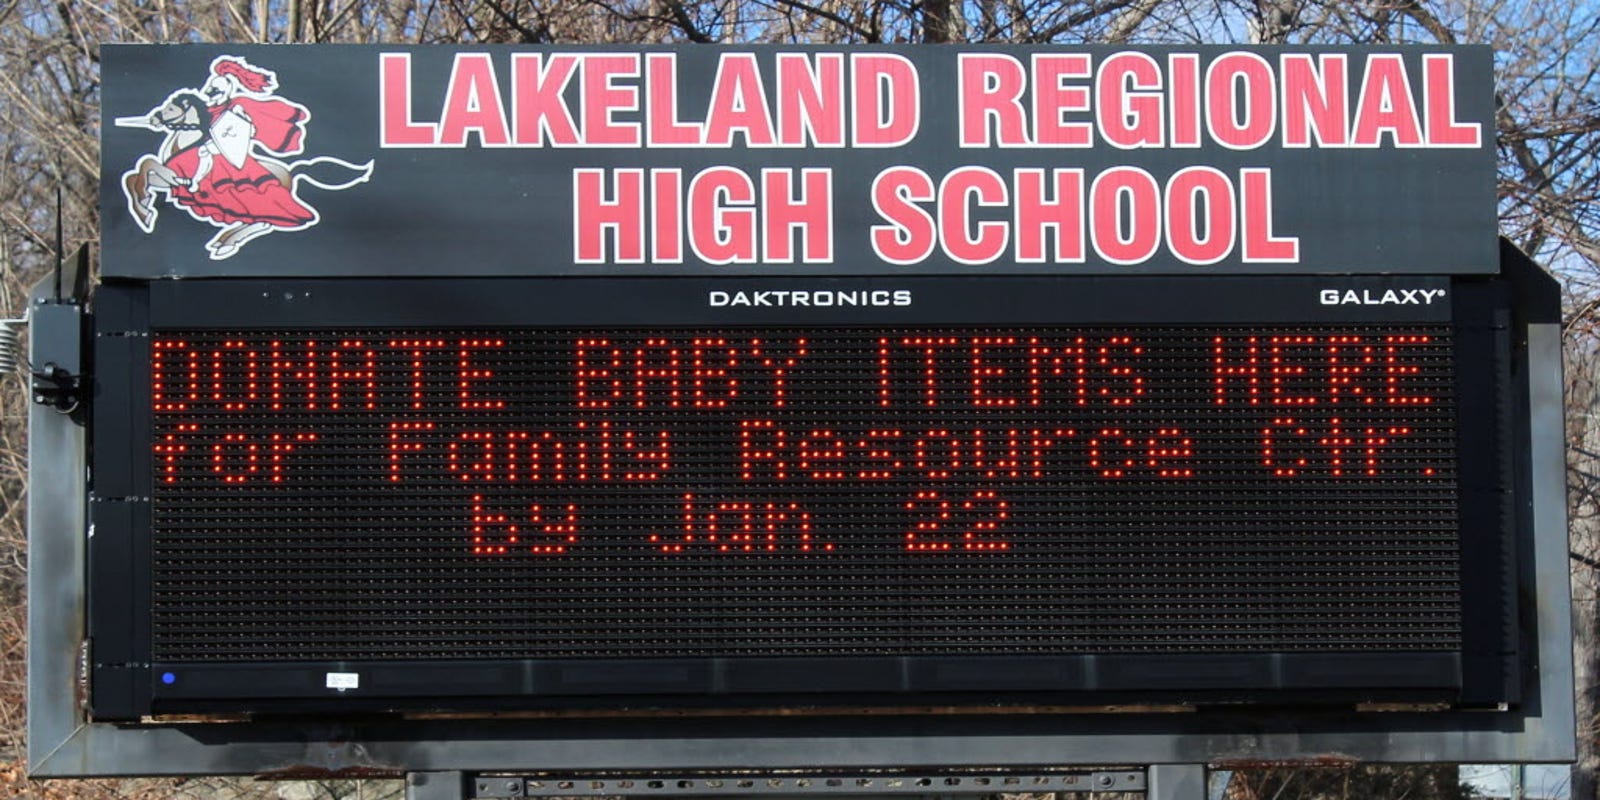 LAKELAND REGIONAL
HIGH SCHOOL
DAKTRONICS
GALAXY®
DONATE BABY ITEMS HERE
for Family Resource Ctr.
by Jan. 22
L